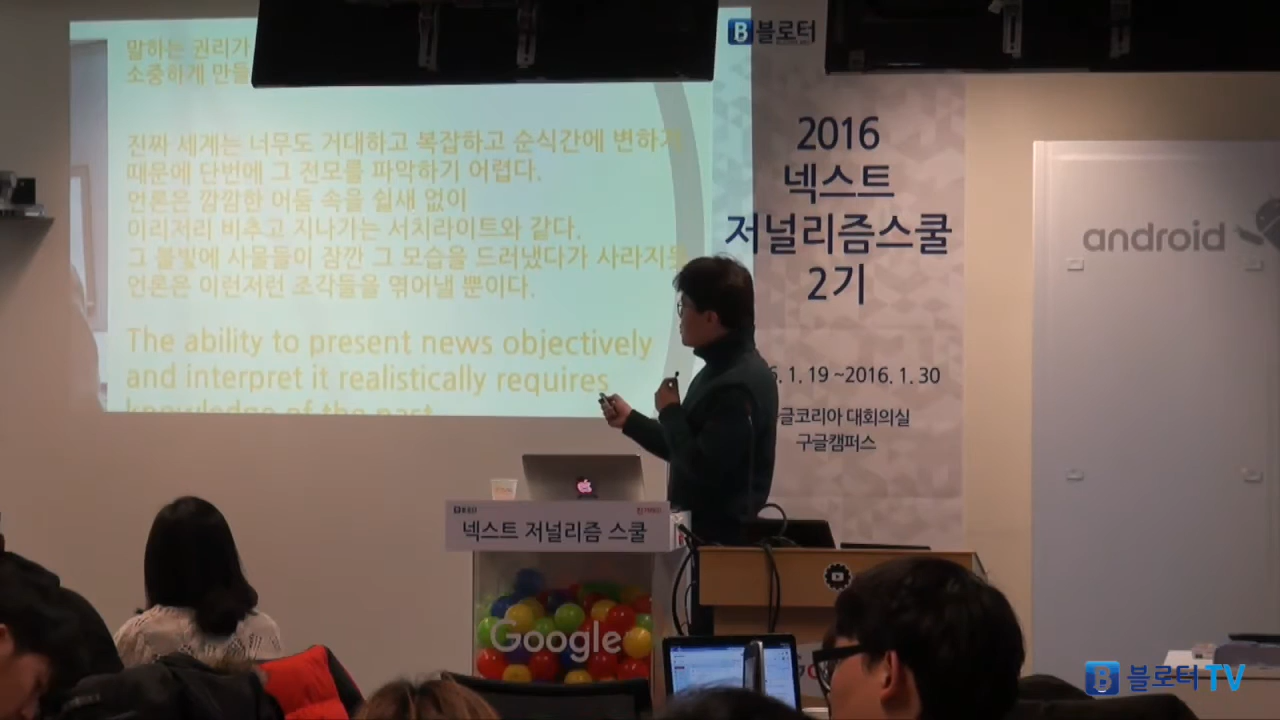 말하는 권리가
소중하게 만들
진짜 세계는 너무도 거대하고 복잡하고 순식간에 변하기
때문에 단번에 그 전모를 파악하기 어렵다.
언론은 깜깜한 어둠 속을 쉴새 없이
이리저리 비추고 지나가는 서치라이트와 같다.
그 불빛에 사물들이 잠깐 그 모습을 드러냈다가 사라지듯
언론은 이런저런 조각들을 엮어낼 뿐이다.
The ability to present news objectively
and interpret it realistically requires
knowledge of the past
B 블로터
2016
넥스트
저널리즘스쿨
2기
6. 1. 19 ~2016. 1. 30
글코리아 대회의실
구글캠퍼스
android
넥스트 저널리즘 스쿨
Google
B 블로터TV